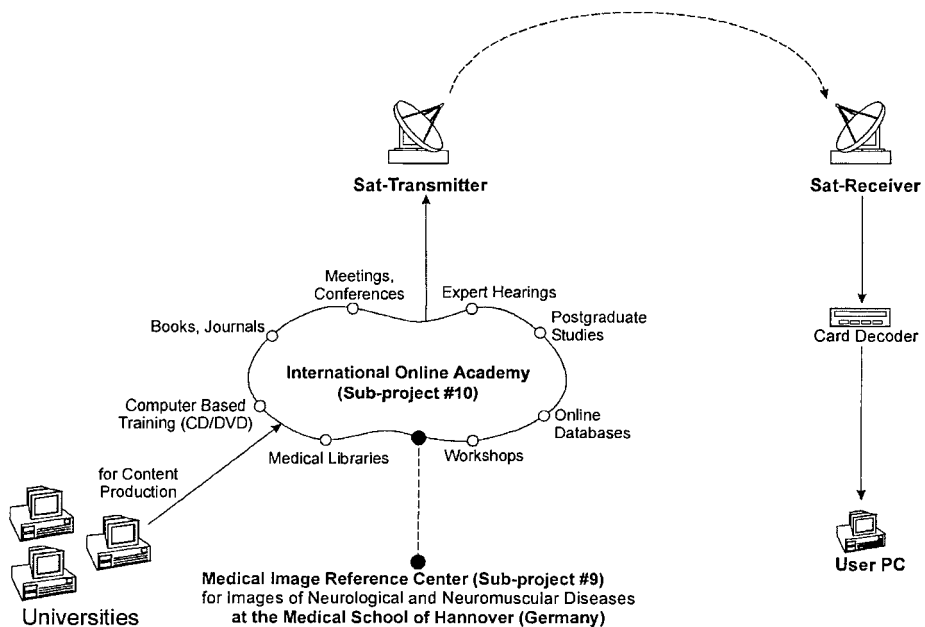 Sat-Transmitter
Sat-Receiver
Meetings,
Conferences
Expert Hearings
Books, Journals
Postgraduate
Studies
Card Decoder
International Online Academy
(Sub-project #10)
Computer Based
Training (CD/DVD)
Online
Databases
Medical Libraries
Workshops
for Content
Production
User PC
Medical Image Reference Center (Sub-project #9)
for Images of Neurological and Neuromuscular Diseases
at the Medical School of Hannover (Germany)
Universities